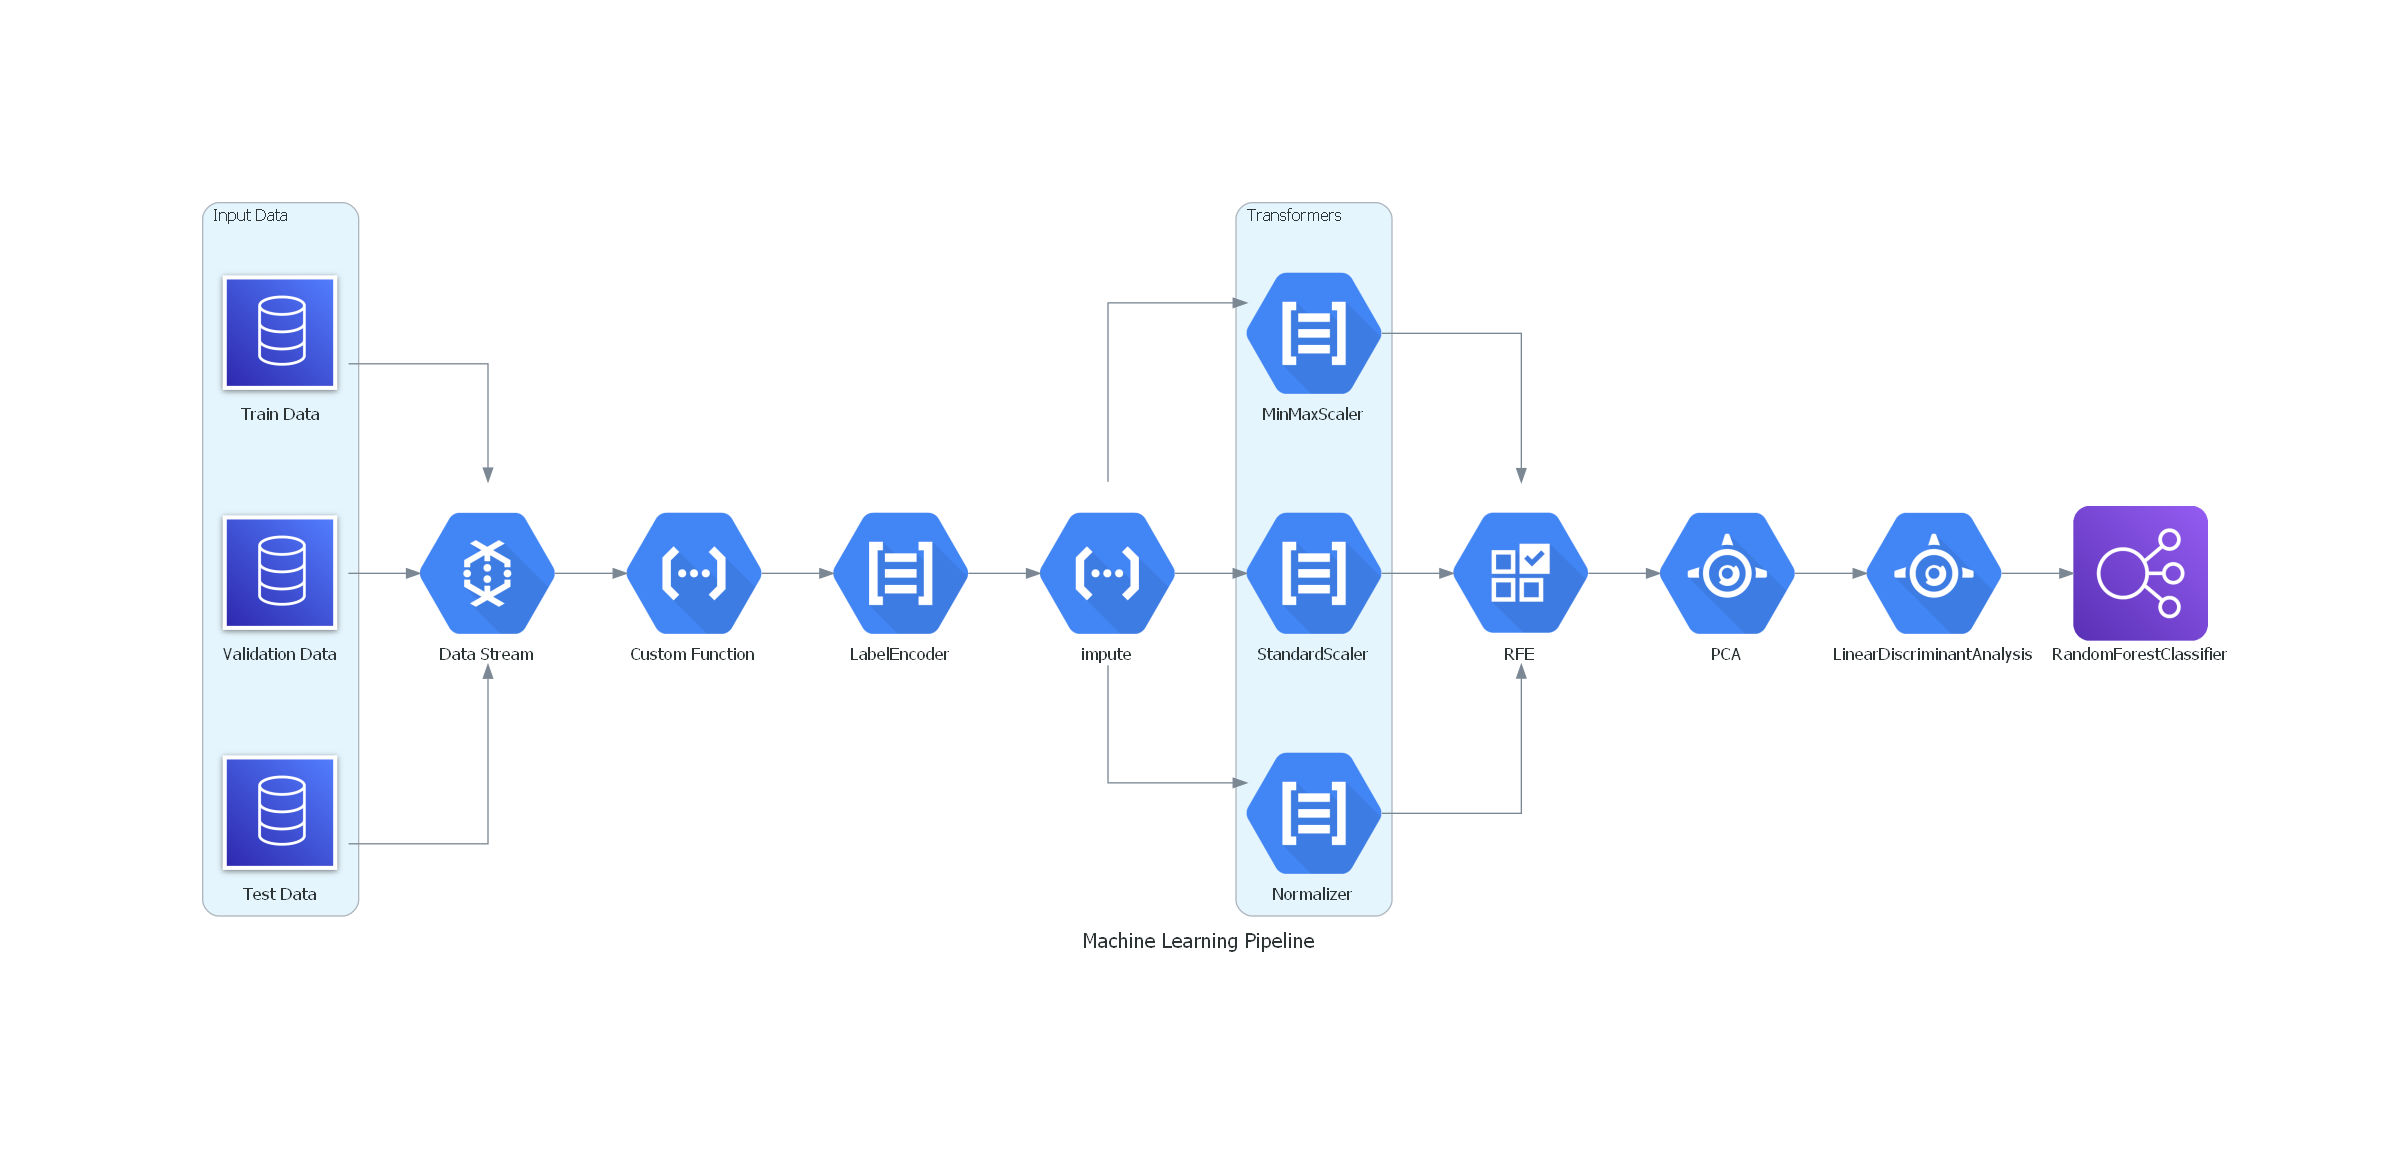 Input Data
Train Data
Validation Data
Test Data
Data Stream
Custom Function
LabelEncoder
impute
Transformers
MinMaxScaler
StandardScaler
Normalizer
RFE
PCA
LinearDiscriminantAnalysis
RandomForestClassifier
Machine Learning Pipeline